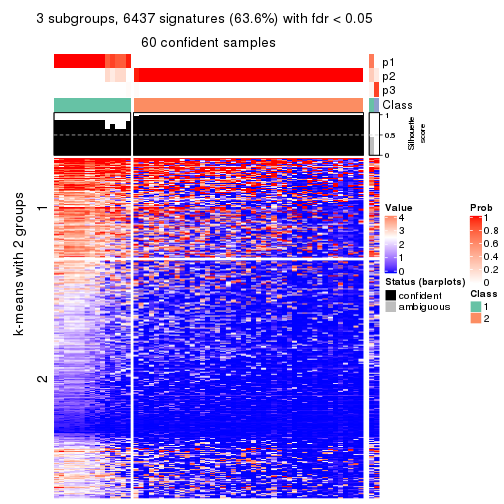 3 subgroups, 6437 signatures (63.6%) with fdr < 0.05
60 confident samples
p1
p2
p3
Class
1
0.5
0
Silhouette
score
k-means with 2 groups
1
2
Value
4
3
2
1
0
Status (barplots)
confident
ambiguous
Prob
1
0.8
0.6
0.4
0.2
0
Class
1
2